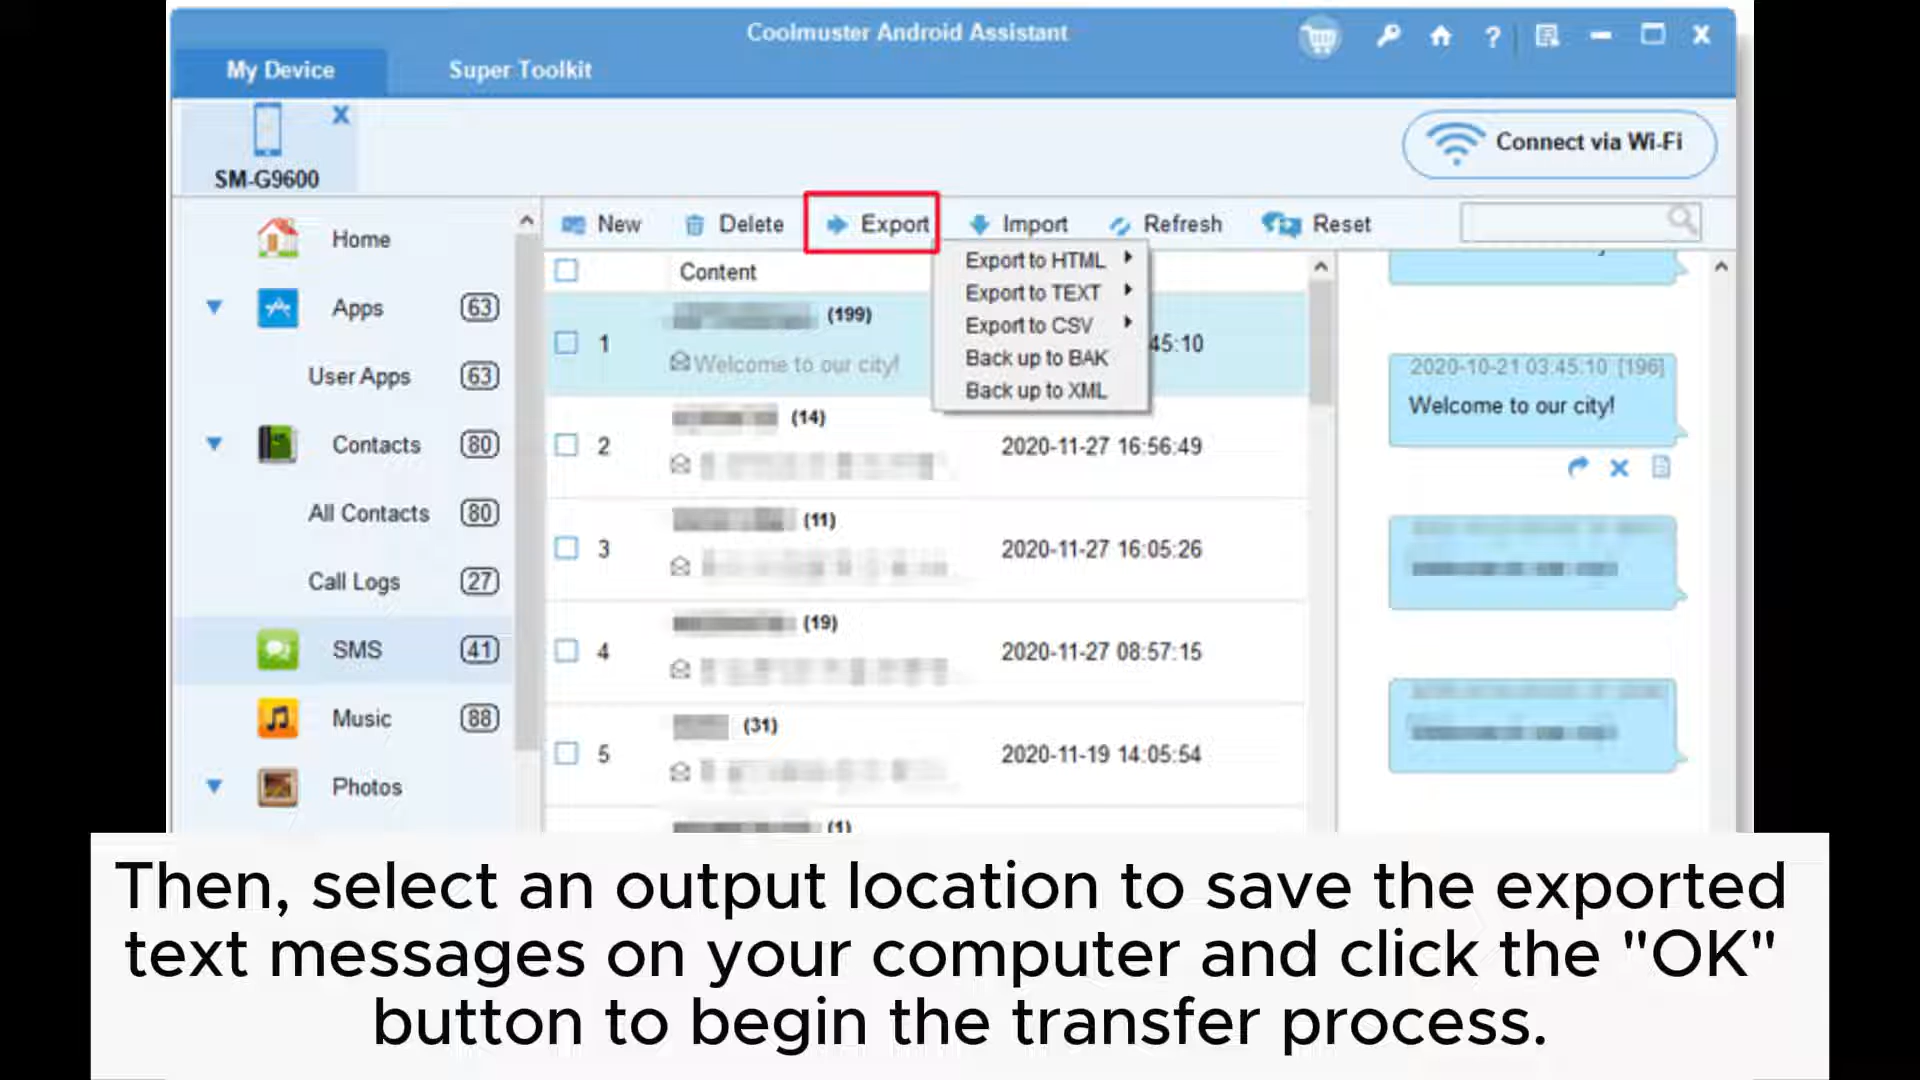 Coolmuster Android Assistant
My Device
Super Toolkit
SM-G9600
Connect via Wi-Fi
New
Delete
Export
Import
Refresh
Reset
Home
Apps 63
User Apps 63
Contacts 80
All Contacts 80
Call Logs 27
SMS 41
Music 88
Photos
Content
1
(199)
Welcome to our city!
45:10
2
(14)
2020-11-27 16:56:49
3
(11)
2020-11-27 16:05:26
4
(19)
2020-11-27 08:57:15
5
(31)
2020-11-19 14:05:54
(1)
Export to HTML
Export to TEXT
Export to CSV
Back up to BAK
Back up to XML
2020-10-21 03:45:10 [196]
Welcome to our city!
Then, select an output location to save the exported
text messages on your computer and click the "OK"
button to begin the transfer process.